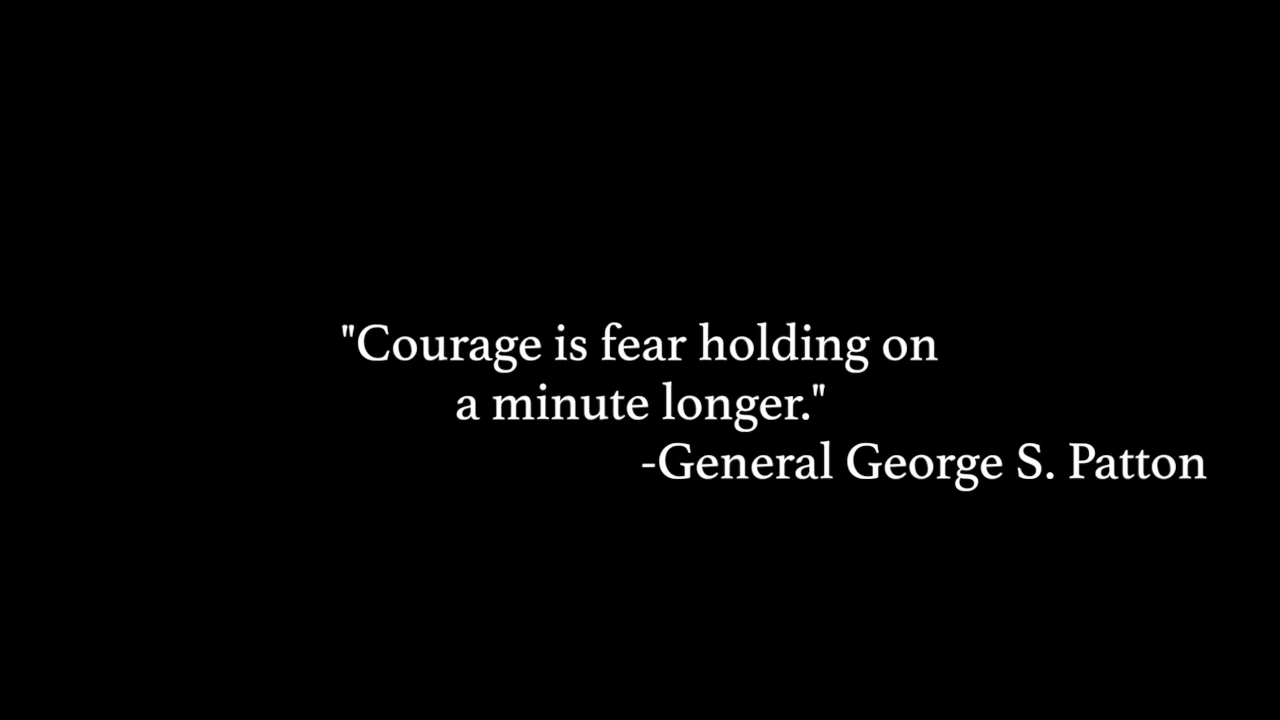 "Courage is fear holding on
a minute longer."
-General George S. Patton